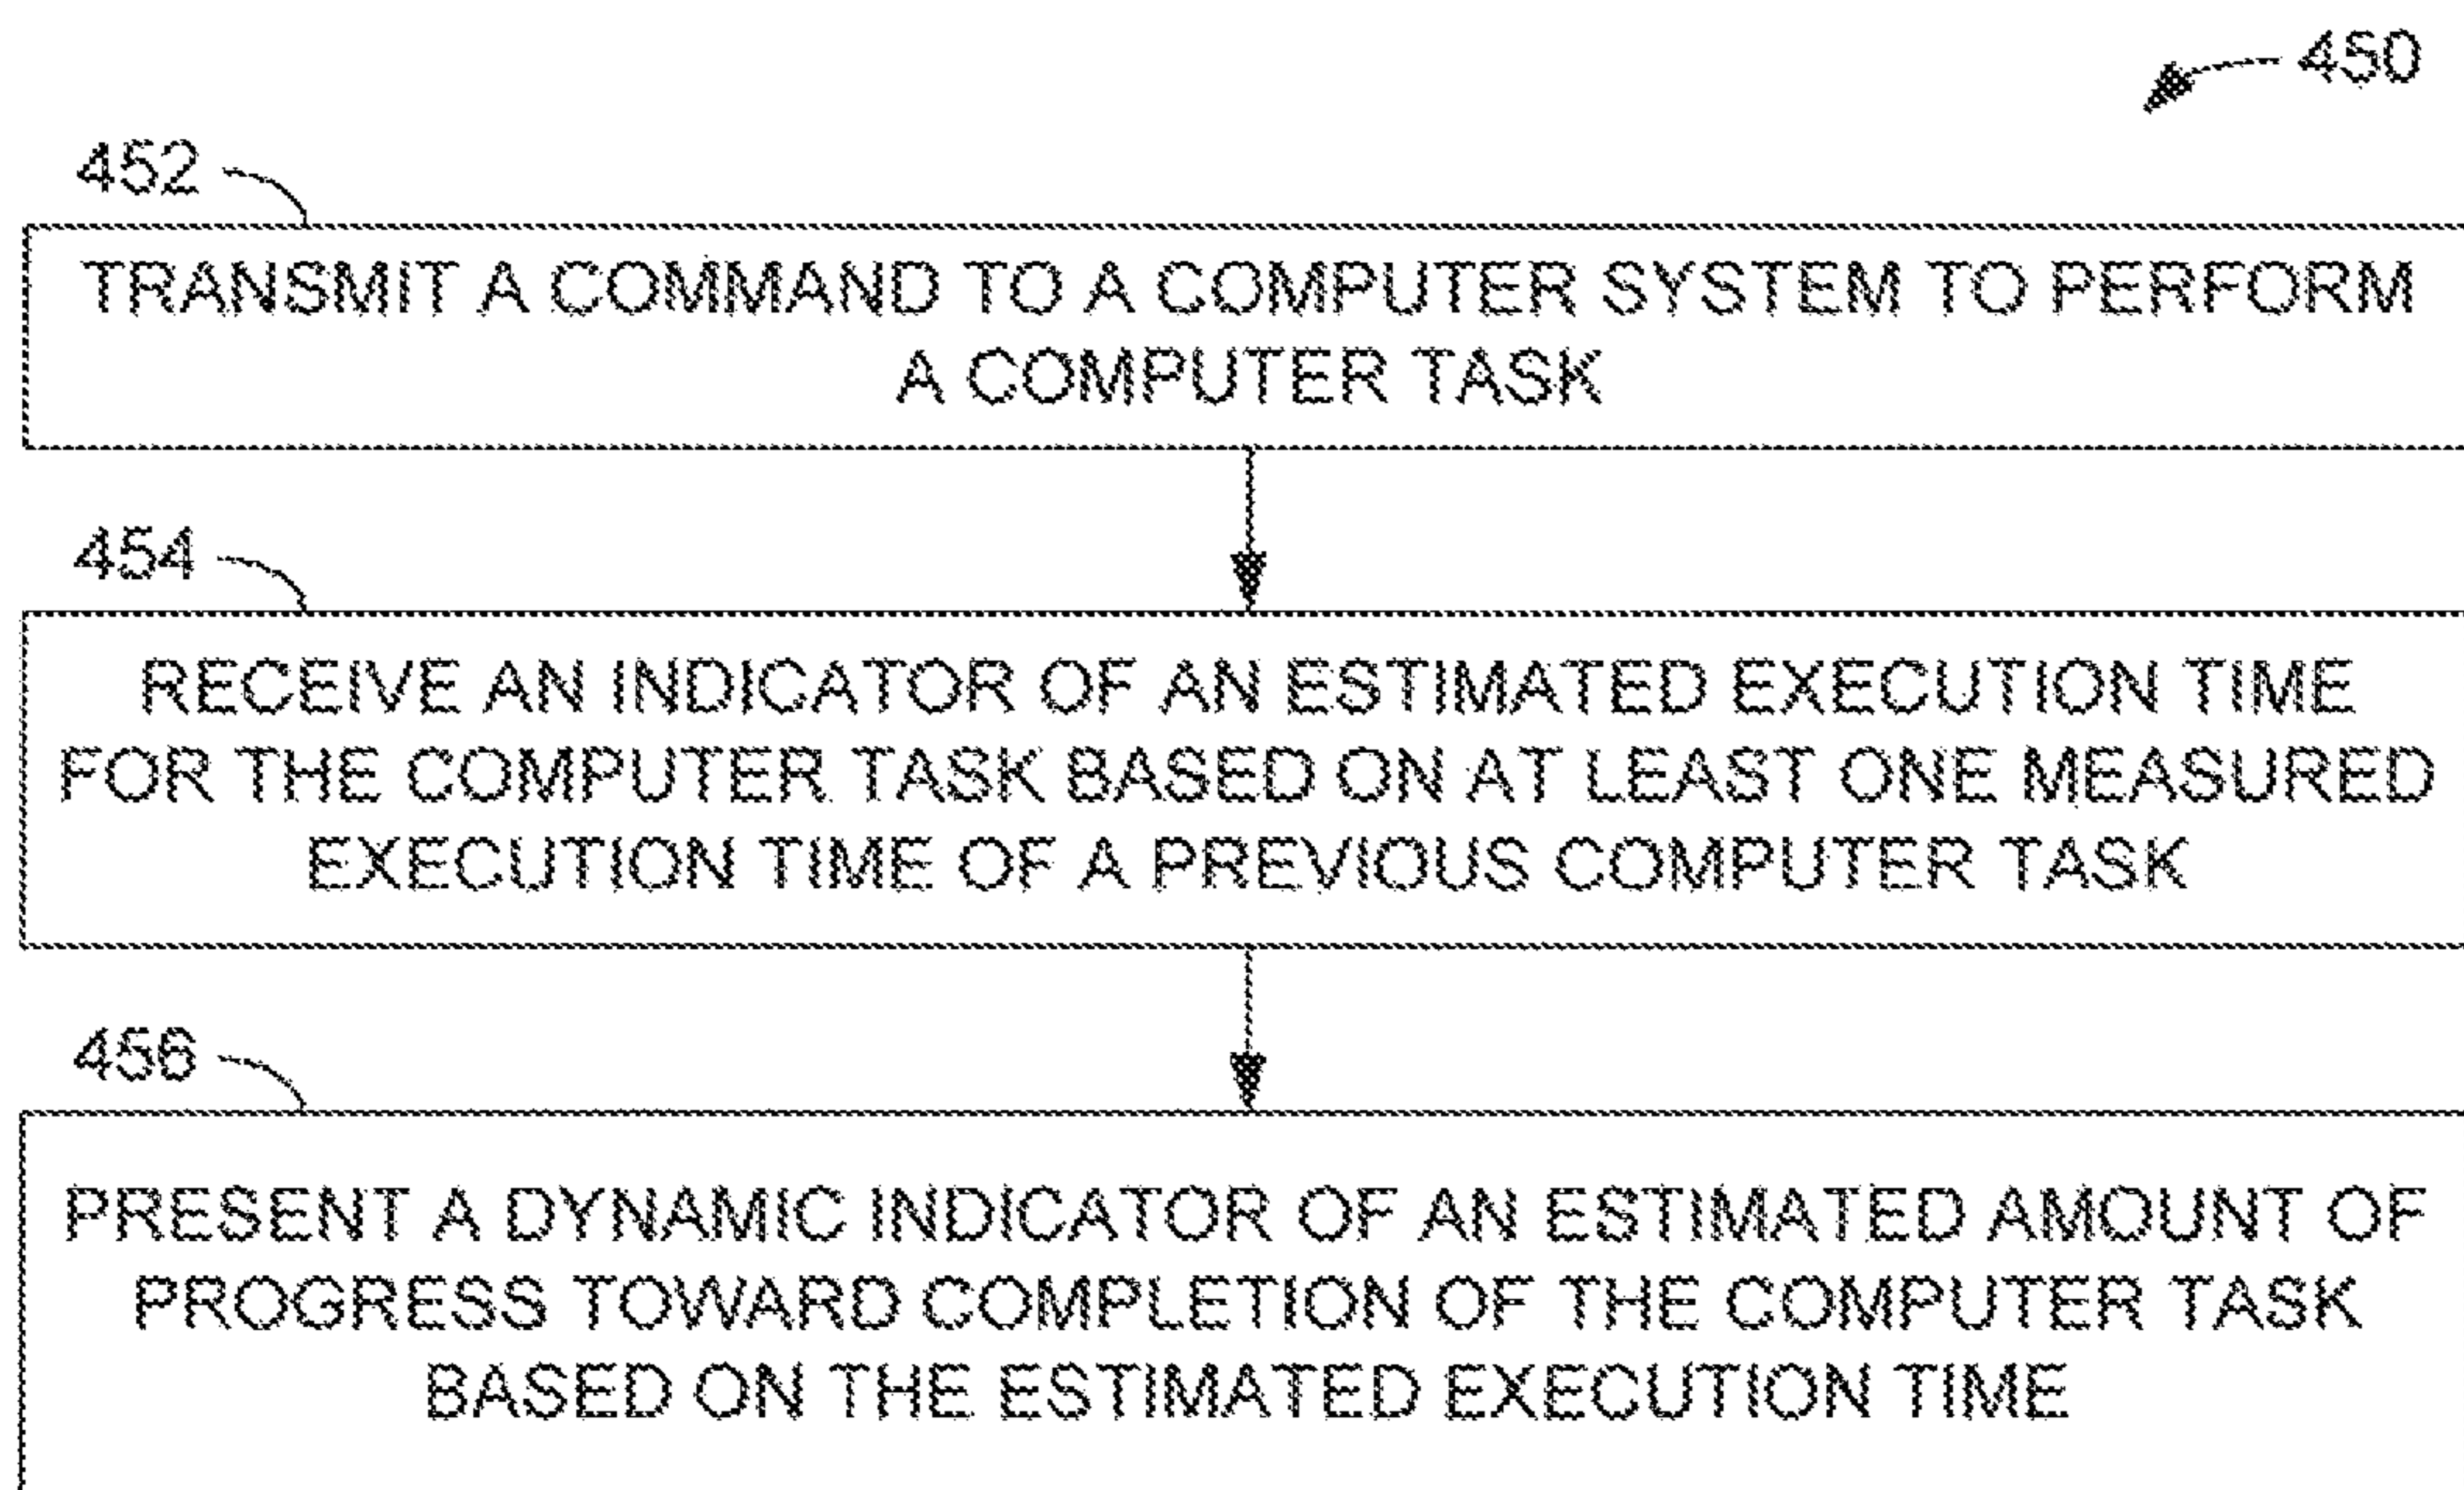 450
452
TRANSMIT A COMMAND TO A COMPUTER SYSTEM TO PERFORM
A COMPUTER TASK
454
RECEIVE AN INDICATOR OF AN ESTIMATED EXECUTION TIME
FOR THE COMPUTER TASK BASED ON AT LEAST ONE MEASURED
EXECUTION TIME OF A PREVIOUS COMPUTER TASK
456
PRESENT A DYNAMIC INDICATOR OF AN ESTIMATED AMOUNT OF
PROGRESS TOWARD COMPLETION OF THE COMPUTER TASK
BASED ON THE ESTIMATED EXECUTION TIME